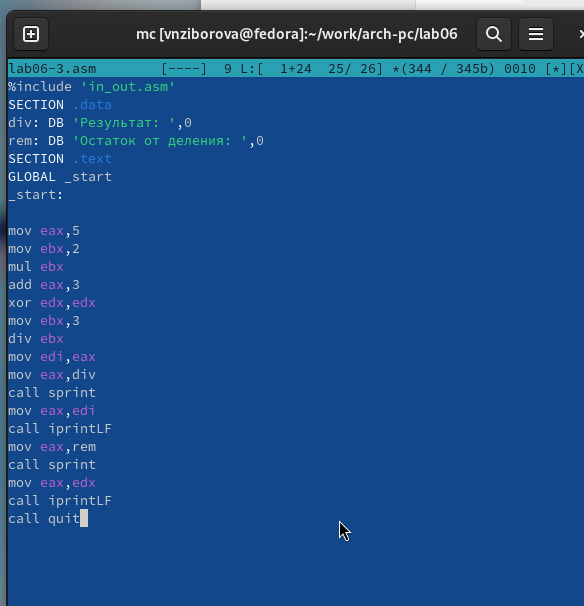 mc [vnziborova@fedora]:~/work/arch-pc/lab06
lab06-3.asm [----] 9 L:[ 1+24 25/ 26] *(344 / 345b) 0010 [*][X
%include 'in_out.asm'
SECTION .data
div: DB 'Результат: ',0
rem: DB 'Остаток от деления: ',0
SECTION .text
GLOBAL _start
_start:

mov eax,5
mov ebx,2
mul ebx
add eax,3
xor edx,edx
mov ebx,3
div ebx
mov edi,eax
mov eax,div
call sprint
mov eax,edi
call iprintLF
mov eax,rem
call sprint
mov eax,edx
call iprintLF
call quit